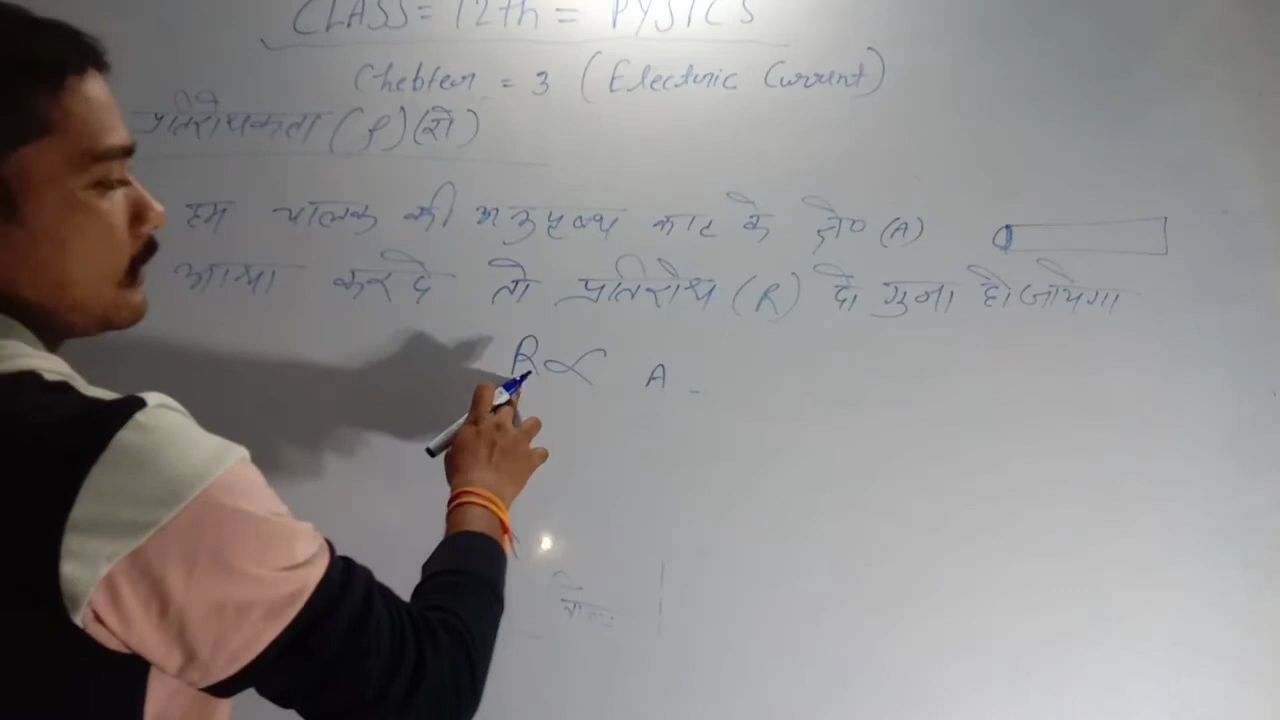 CLASS = 12th = PYSICS
Chebter = 3 (Electric Current)
प्रतिरोधकता (ρ) (रो)
हम चालक की अनुप्रस्थ काट के क्षे० (A)
आधा कर दे तो प्रतिरोध (R) दो गुना हो जायेगा
R ∝ A